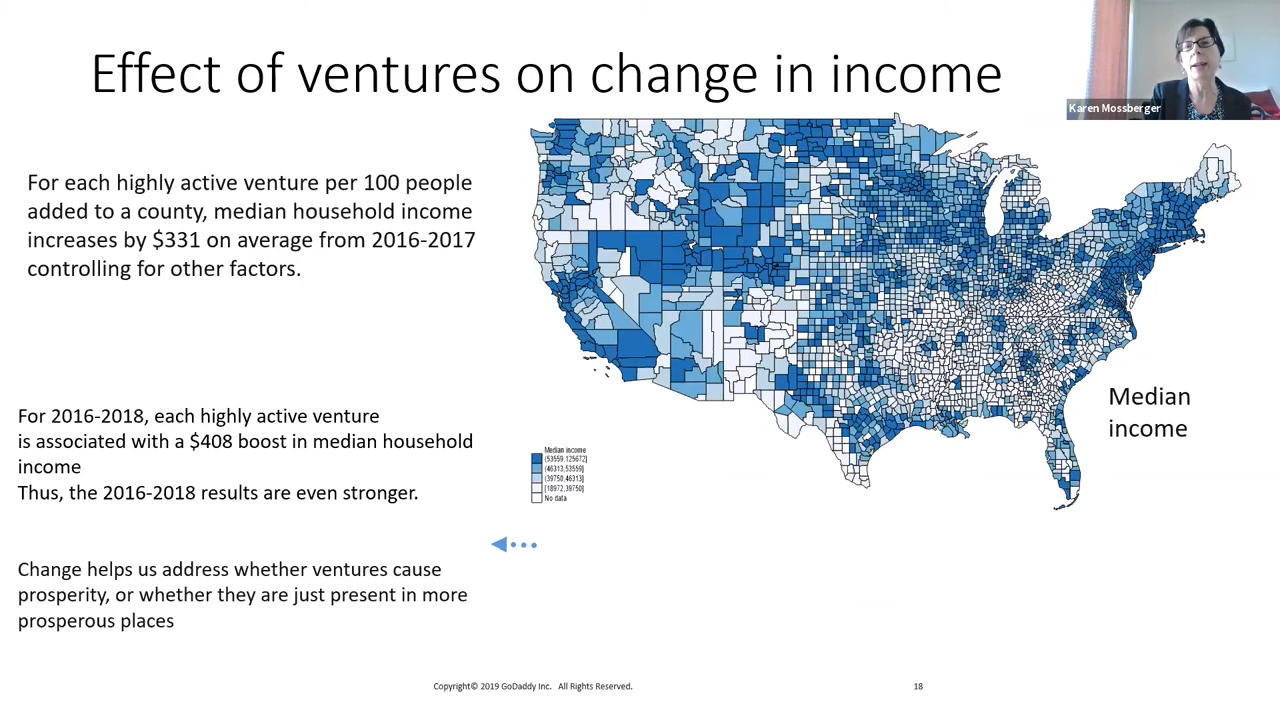 Effect of ventures on change in income
Karen Mossberger
For each highly active venture per 100 people
added to a county, median household income
increases by $331 on average from 2016-2017
controlling for other factors.
For 2016-2018, each highly active venture
is associated with a $408 boost in median household
income
Thus, the 2016-2018 results are even stronger.
Change helps us address whether ventures cause
prosperity, or whether they are just present in more
prosperous places
Median
income
Median income
(53559,125672]
(46313,53559]
(39750,46313]
[18972,39750]
No data
Copyright© 2019 GoDaddy Inc. All Rights Reserved.
18